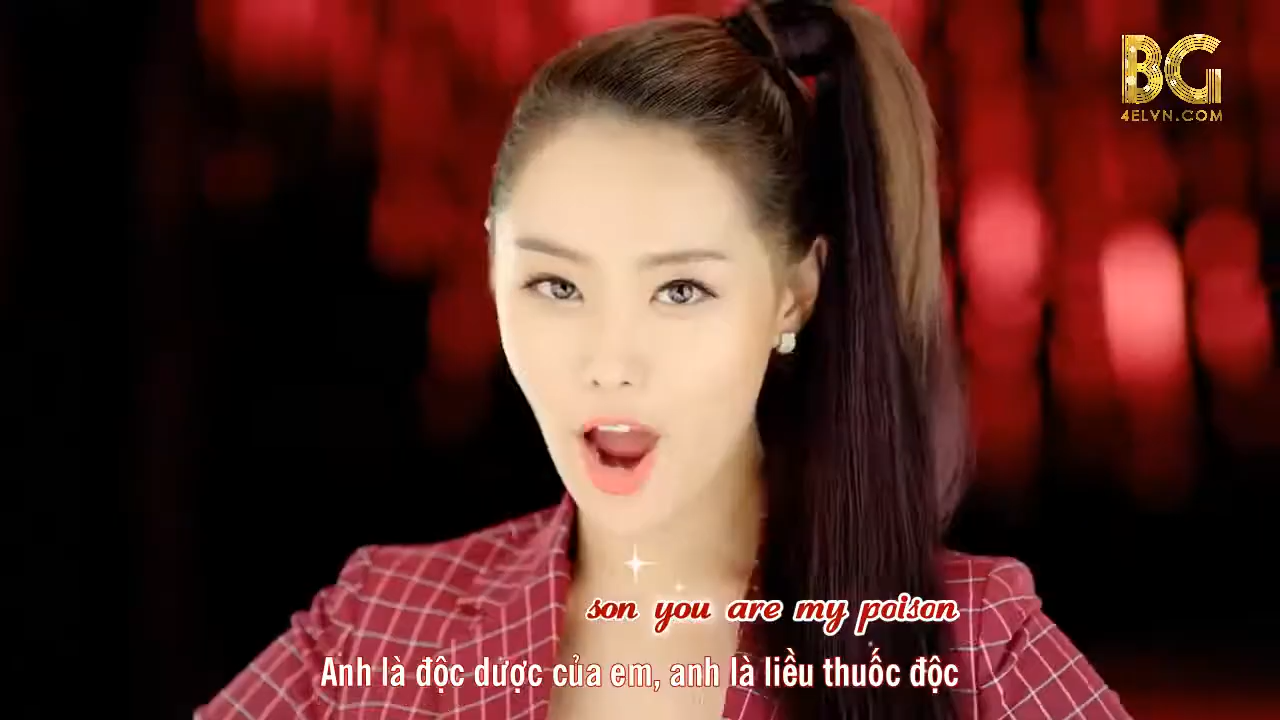 BG
4ELVN.COM
son you are my poison
Anh là độc dược của em, anh là liều thuốc độc